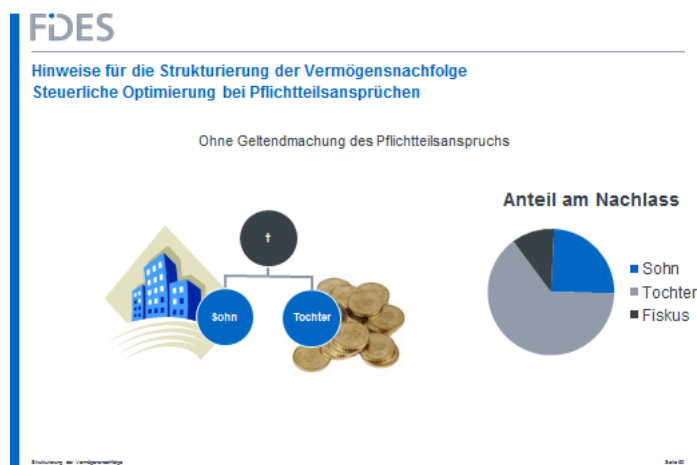 FIDES
Hinweise für die Strukturierung der Vermögensnachfolge
Steuerliche Optimierung bei Pflichtteilsansprüchen
Ohne Geltendmachung des Pflichtteilsanspruchs
†
Sohn
Tochter
Anteil am Nachlass
Sohn
Tochter
Fiskus
Strukturierung der Vermögensnachfolge